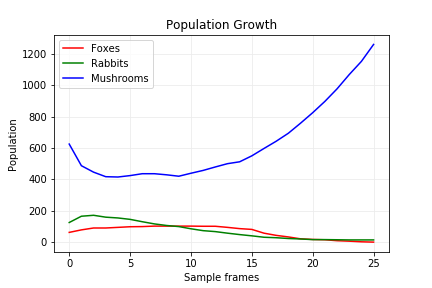 Population Growth
Foxes
Rabbits
Mushrooms
Population
1200
1000
800
600
400
200
0
0 5 10 15 20 25
Sample frames